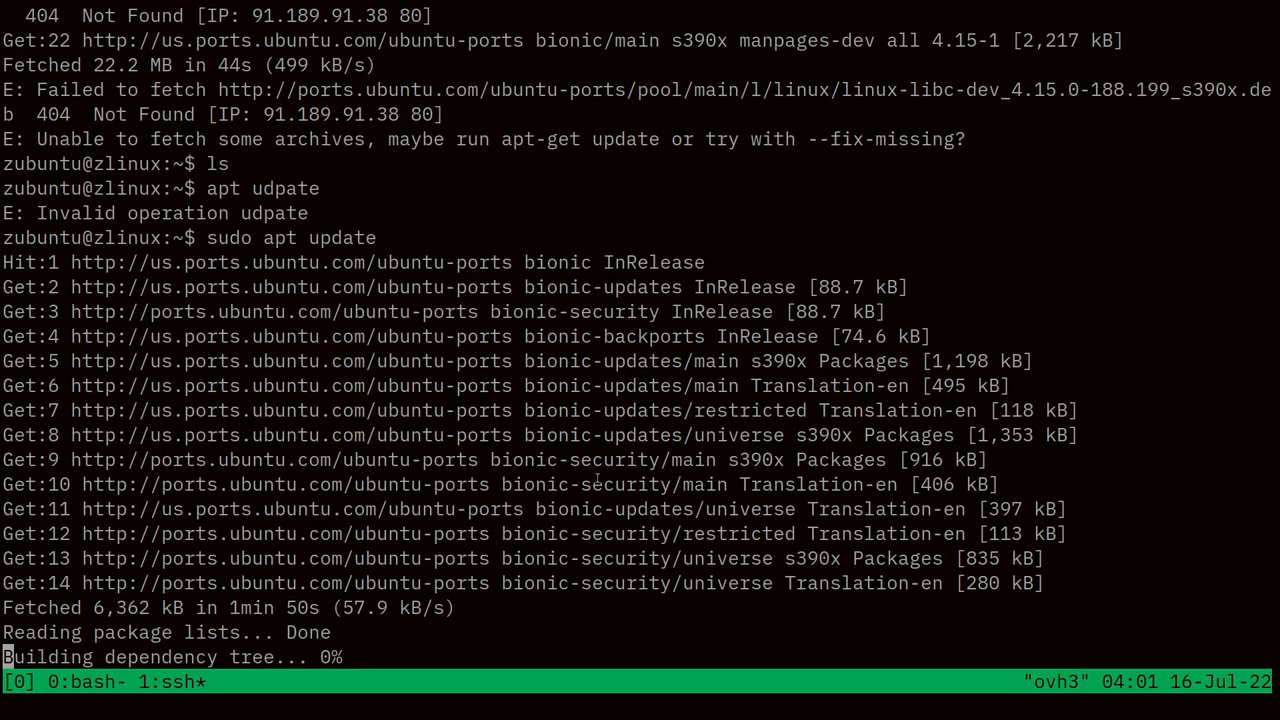 404  Not Found [IP: 91.189.91.38 80]
Get:22 http://us.ports.ubuntu.com/ubuntu-ports bionic/main s390x manpages-dev all 4.15-1 [2,217 kB]
Fetched 22.2 MB in 44s (499 kB/s)
E: Failed to fetch http://ports.ubuntu.com/ubuntu-ports/pool/main/l/linux/linux-libc-dev_4.15.0-188.199_s390x.de
b  404  Not Found [IP: 91.189.91.38 80]
E: Unable to fetch some archives, maybe run apt-get update or try with --fix-missing?
zubuntu@zlinux:~$ ls
zubuntu@zlinux:~$ apt udpate
E: Invalid operation udpate
zubuntu@zlinux:~$ sudo apt update
Hit:1 http://us.ports.ubuntu.com/ubuntu-ports bionic InRelease
Get:2 http://us.ports.ubuntu.com/ubuntu-ports bionic-updates InRelease [88.7 kB]
Get:3 http://ports.ubuntu.com/ubuntu-ports bionic-security InRelease [88.7 kB]
Get:4 http://us.ports.ubuntu.com/ubuntu-ports bionic-backports InRelease [74.6 kB]
Get:5 http://us.ports.ubuntu.com/ubuntu-ports bionic-updates/main s390x Packages [1,198 kB]
Get:6 http://us.ports.ubuntu.com/ubuntu-ports bionic-updates/main Translation-en [495 kB]
Get:7 http://us.ports.ubuntu.com/ubuntu-ports bionic-updates/restricted Translation-en [118 kB]
Get:8 http://us.ports.ubuntu.com/ubuntu-ports bionic-updates/universe s390x Packages [1,353 kB]
Get:9 http://ports.ubuntu.com/ubuntu-ports bionic-security/main s390x Packages [916 kB]
Get:10 http://ports.ubuntu.com/ubuntu-ports bionic-security/main Translation-en [406 kB]
Get:11 http://us.ports.ubuntu.com/ubuntu-ports bionic-updates/universe Translation-en [397 kB]
Get:12 http://ports.ubuntu.com/ubuntu-ports bionic-security/restricted Translation-en [113 kB]
Get:13 http://ports.ubuntu.com/ubuntu-ports bionic-security/universe s390x Packages [835 kB]
Get:14 http://ports.ubuntu.com/ubuntu-ports bionic-security/universe Translation-en [280 kB]
Fetched 6,362 kB in 1min 50s (57.9 kB/s)
Reading package lists... Done
Building dependency tree... 0%
[0] 0:bash- 1:ssh* "ovh3" 04:01 16-Jul-22